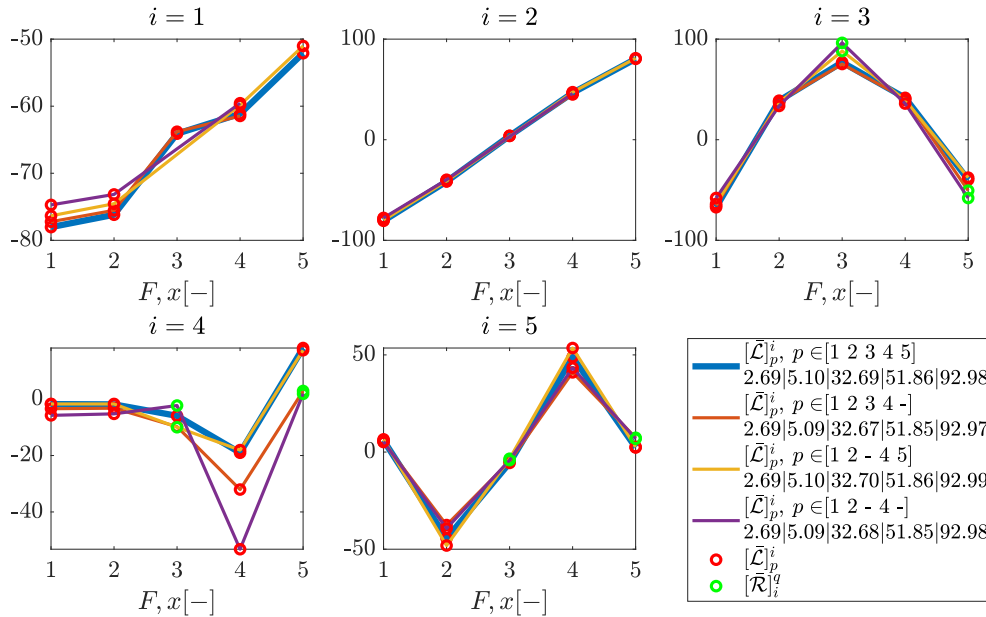 i = 1
-50
-60
-70
-80
1 2 3 4 5
F, x[−]
i = 2
100
0
-100
1 2 3 4 5
F, x[−]
i = 3
100
0
-100
1 2 3 4 5
F, x[−]
i = 4
0
-20
-40
1 2 3 4 5
F, x[−]
i = 5
50
0
-50
1 2 3 4 5
F, x[−]
[ℒ̄]ⁱₚ, p ∈[1 2 3 4 5]
2.69|5.10|32.69|51.86|92.98
[ℒ̄]ⁱₚ, p ∈[1 2 3 4 -]
2.69|5.09|32.67|51.85|92.97
[ℒ̄]ⁱₚ, p ∈[1 2 - 4 5]
2.69|5.10|32.70|51.86|92.99
[ℒ̄]ⁱₚ, p ∈[1 2 - 4 -]
2.69|5.09|32.68|51.85|92.98
[ℒ̄]ⁱₚ
[ℛ̄]^q_i